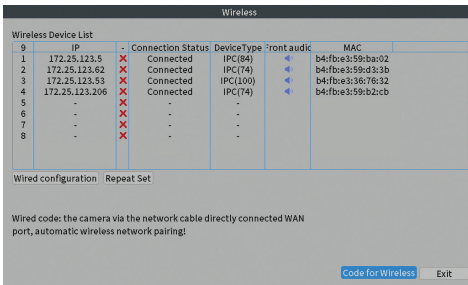 Wireless
Wireless Device List
9 IP - Connection Status DeviceType Front audio MAC
1 172.25.123.5 Connected IPC(84) b4:fb:e3:59:ba:02
2 172.25.123.62 Connected IPC(74) b4:fb:e3:59:d3:3b
3 172.25.123.53 Connected IPC(100) b4:fb:e3:36:76:32
4 172.25.123.206 Connected IPC(74) b4:fb:e3:59:b2:cb
5 - - -
6 - - -
7 - - -
8 - - -
Wired configuration Repeat Set
Wired code: the camera via the network cable directly connected WAN
port, automatic wireless network pairing!
Code for Wireless Exit